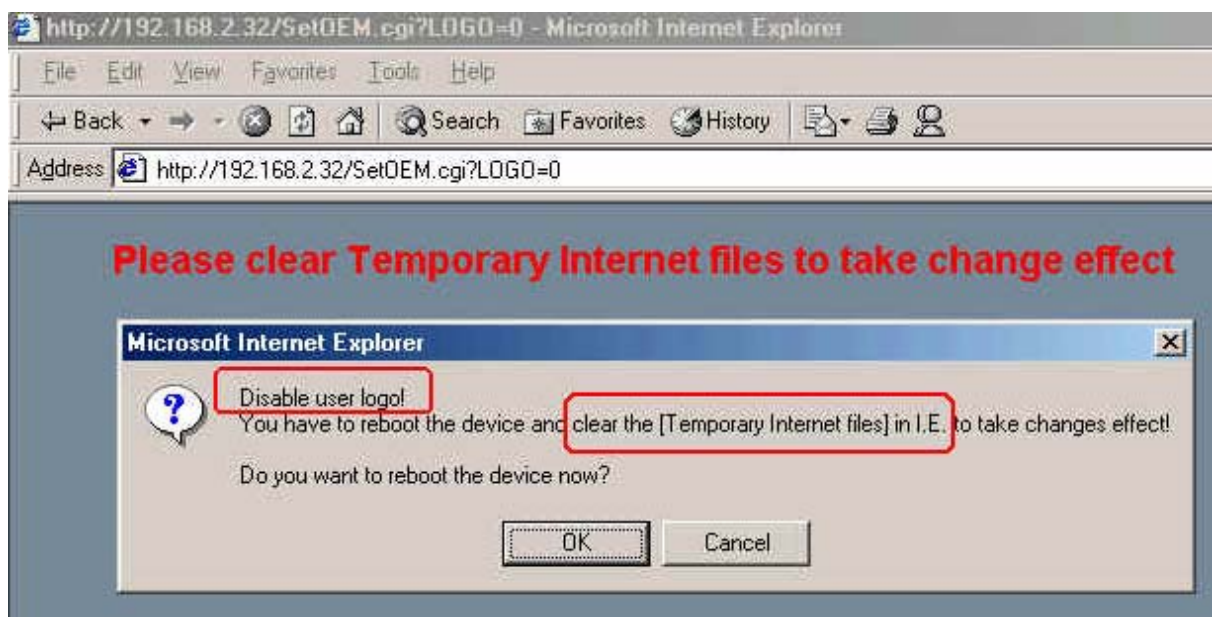 http://192.168.2.32/SetOEM.cgi?LOGO=0 - Microsoft Internet Explorer
File Edit View Favorites Tools Help
Back Search Favorites History
Address http://192.168.2.32/SetOEM.cgi?LOGO=0
Please clear Temporary Internet files to take change effect
Microsoft Internet Explorer
Disable user logo!
You have to reboot the device and clear the [Temporary Internet files] in I.E. to take changes effect!
Do you want to reboot the device now?
OK Cancel